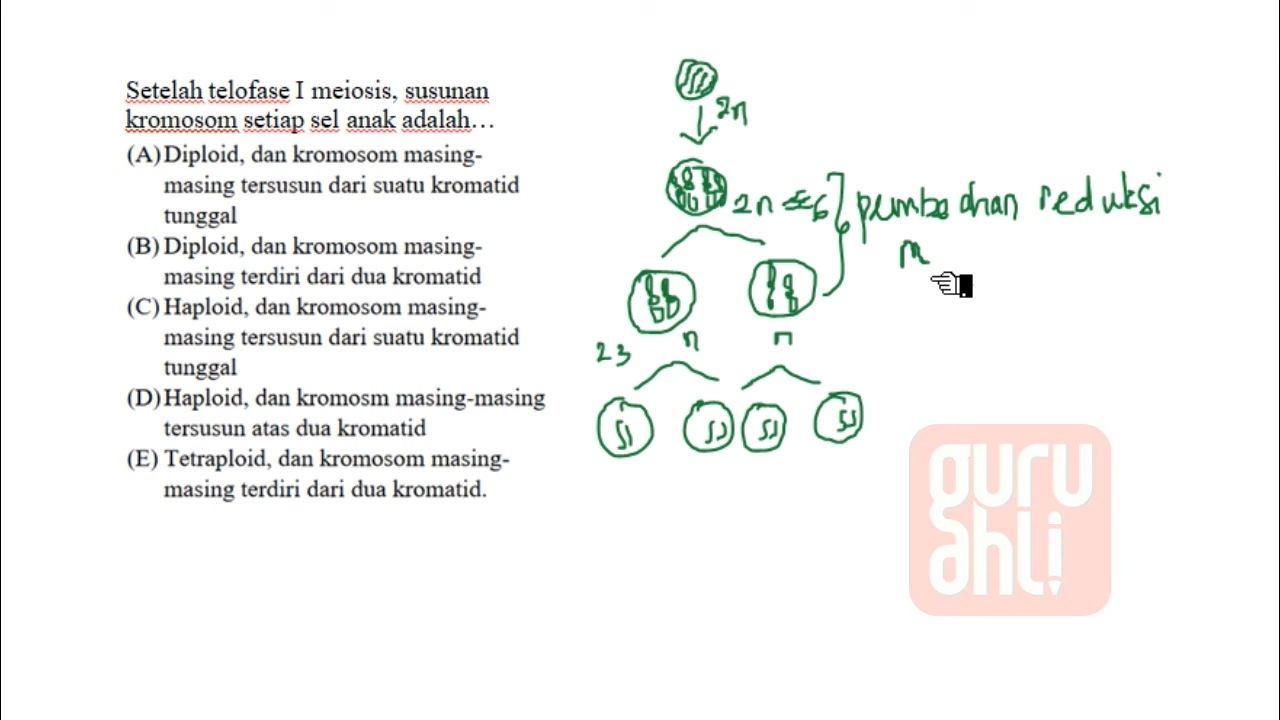 Setelah telofase I meiosis, susunan
kromosom setiap sel anak adalah…
(A) Diploid, dan kromosom masing-
masing tersusun dari suatu kromatid
tunggal
(B) Diploid, dan kromosom masing-
masing terdiri dari dua kromatid
(C) Haploid, dan kromosom masing-
masing tersusun dari suatu kromatid
tunggal
(D) Haploid, dan kromosm masing-masing
tersusun atas dua kromatid
(E) Tetraploid, dan kromosom masing-
masing terdiri dari dua kromatid.
2n
2n
reduksi
n
n
23
guru
ahli